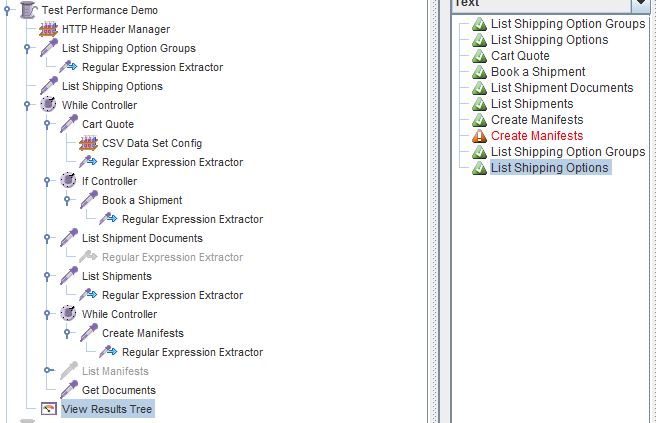 Test Performance Demo
HTTP Header Manager
List Shipping Option Groups
Regular Expression Extractor
List Shipping Options
While Controller
Cart Quote
CSV Data Set Config
Regular Expression Extractor
If Controller
Book a Shipment
Regular Expression Extractor
List Shipment Documents
Regular Expression Extractor
List Shipments
Regular Expression Extractor
While Controller
Create Manifests
Regular Expression Extractor
List Manifests
Get Documents
View Results Tree
Text
List Shipping Option Groups
List Shipping Options
Cart Quote
Book a Shipment
List Shipment Documents
List Shipments
Create Manifests
Create Manifests
List Shipping Option Groups
List Shipping Options